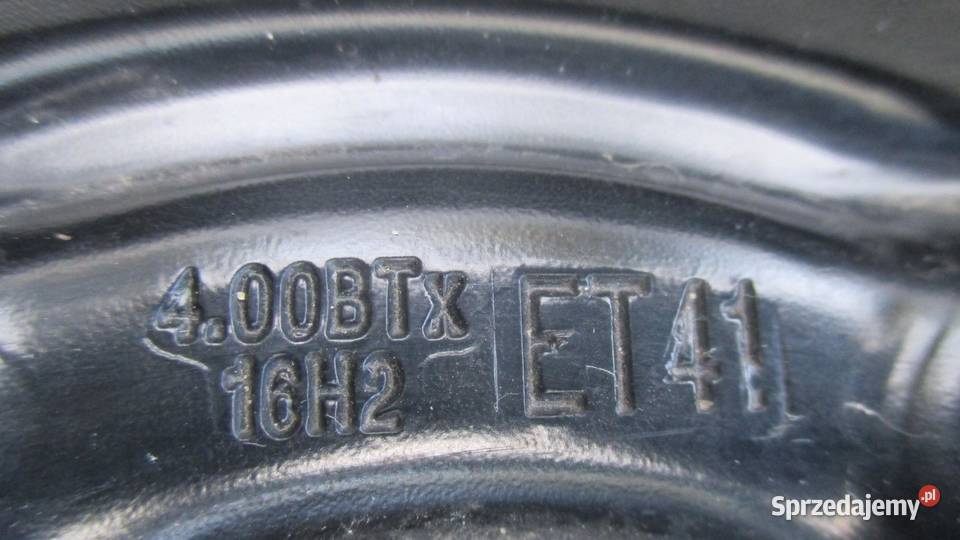 4.00BTx
16H2
ET41
Sprzedajemy.pl